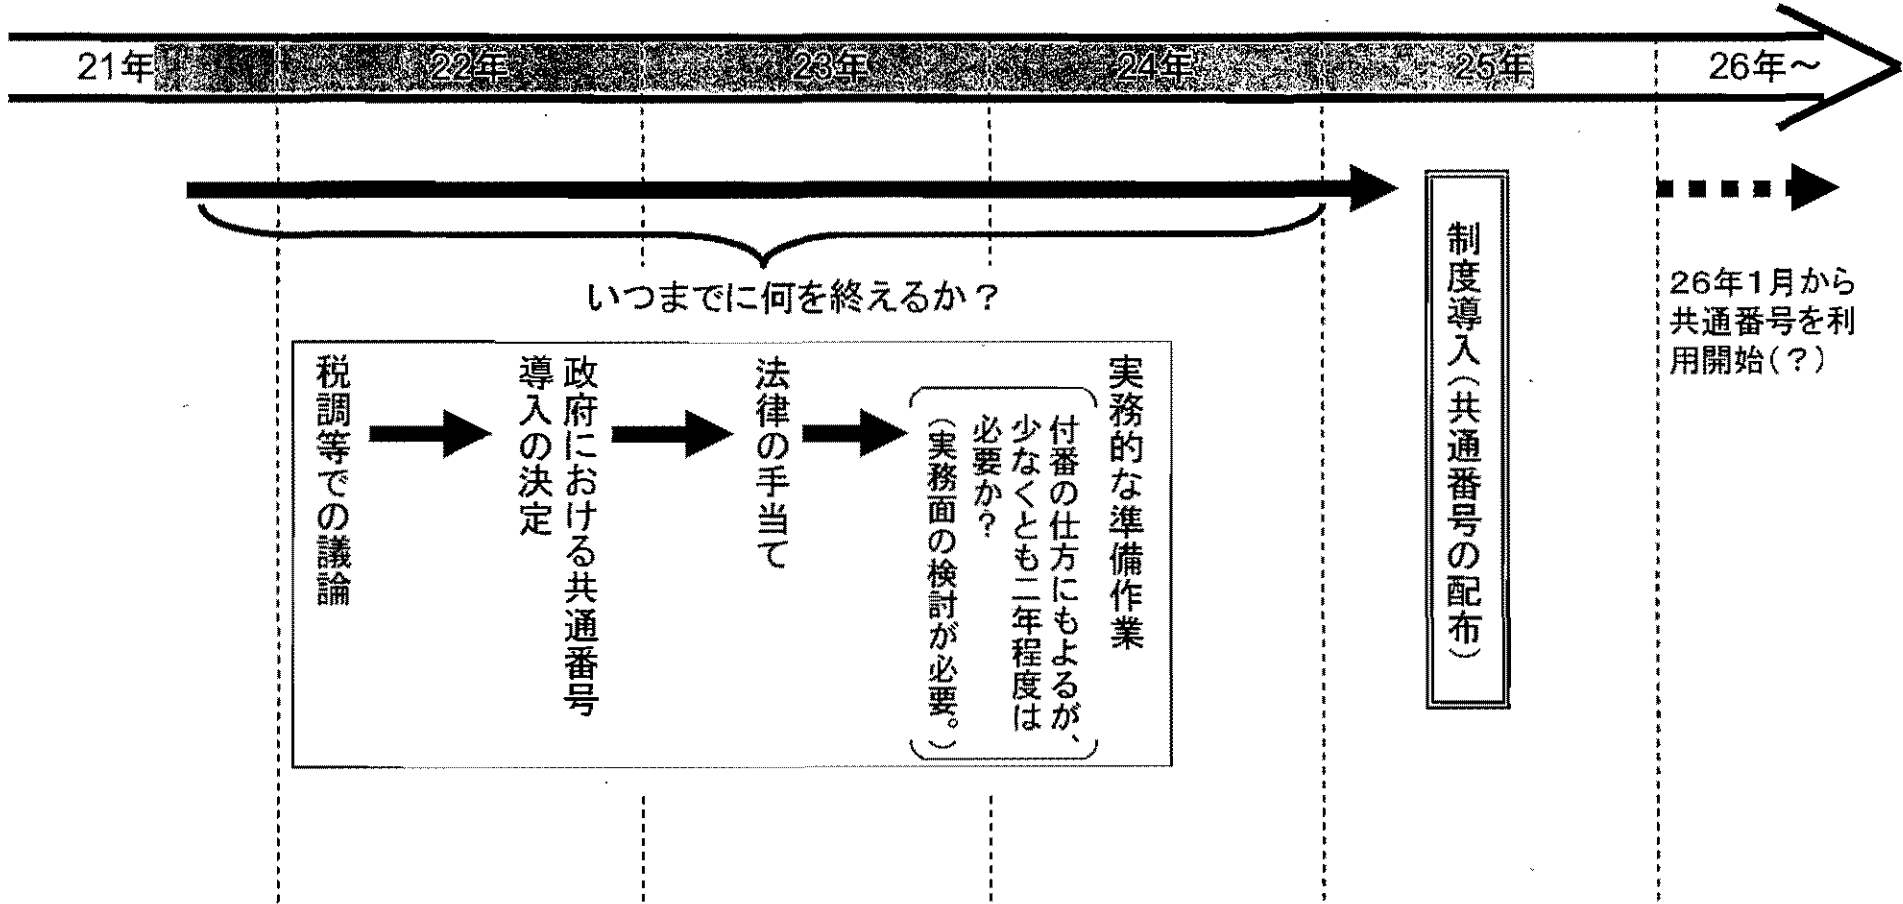 21年
22年
23年
24年
25年
26年～
いつまでに何を終えるか？
税調等での議論
政府における共通番号
導入の決定
法律の手当て
実務的な準備作業
付番の仕方にもよるが、
少なくとも二年程度は
必要か？
（実務面の検討が必要。）
制度導入（共通番号の配布）
26年1月から
共通番号を利
用開始（？）